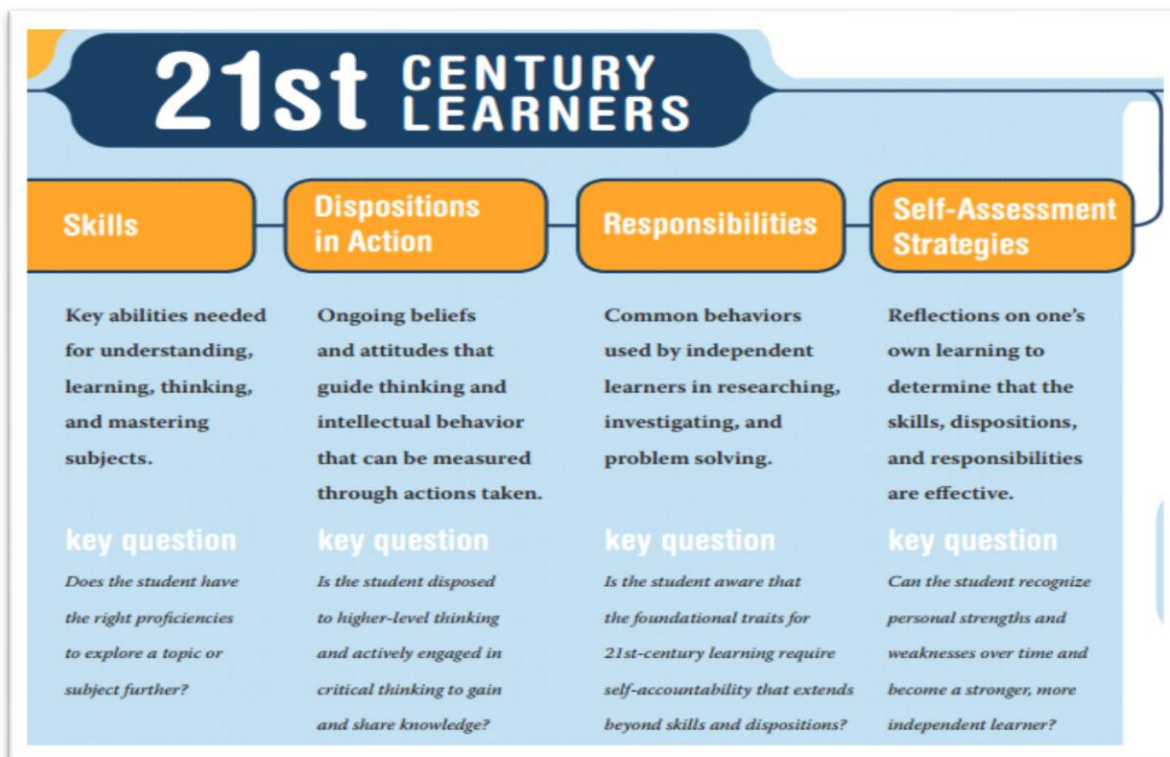 21st CENTURY
LEARNERS
Skills
Key abilities needed
for understanding,
learning, thinking,
and mastering
subjects.
key question
Does the student have
the right proficiencies
to explore a topic or
subject further?
Dispositions
in Action
Ongoing beliefs
and attitudes that
guide thinking and
intellectual behavior
that can be measured
through actions taken.
key question
Is the student disposed
to higher-level thinking
and actively engaged in
critical thinking to gain
and share knowledge?
Responsibilities
Common behaviors
used by independent
learners in researching,
investigating, and
problem solving.
key question
Is the student aware that
the foundational traits for
21st-century learning require
self-accountability that extends
beyond skills and dispositions?
Self-Assessment
Strategies
Reflections on one's
own learning to
determine that the
skills, dispositions,
and responsibilities
are effective.
key question
Can the student recognize
personal strengths and
weaknesses over time and
become a stronger, more
independent learner?